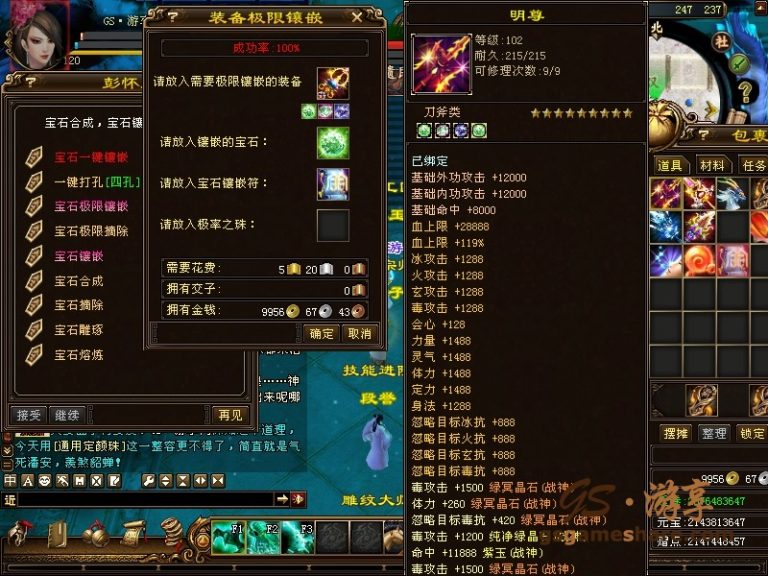 GS·游
120
彭怀
宝石合成，宝石
宝石一键镶嵌
一键打孔[四孔]
宝石极限镶嵌
宝石极限摘除
宝石镶嵌
宝石合成
宝石摘除
宝石雕琢
宝石熔炼
接受
继续
再见
装备极限镶嵌
成功率:100%
请放入需要极限镶嵌的装备
请放入镶嵌的宝石：
请放入宝石镶嵌符：
请放入极率之珠：
需要花费: 5 20 0
拥有交子: 0
拥有金钱: 9956 67 43
确定
取消
技能进阶
段誉
雕纹大师
……神
今天用[通用定颜珠]这一整容更不得了，简直就是气
死潘安，羡煞貂蝉!
近
F1
F2
F3
明尊
等级:102
耐久:215/215
可修理次数:9/9
刀斧类
已绑定
基础外功攻击 +12000
基础内功攻击 +12000
基础命中 +8000
血上限 +28888
血上限 +119%
冰攻击 +1288
火攻击 +1288
玄攻击 +1288
毒攻击 +1288
会心 +128
力量 +1488
灵气 +1488
体力 +1488
定力 +1488
身法 +1288
忽略目标冰抗 +888
忽略目标火抗 +888
忽略目标玄抗 +888
忽略目标毒抗 +888
毒攻击 +1500 绿冥晶石(战神)
体力 +260 绿冥晶石(战神)
忽略目标毒抗 +420 绿冥晶石(战神)
毒攻击 +1200 纯净绿晶
命中 +11888 紫玉(战神)
毒攻击 +1500 绿冥晶石(战神)
247 237
北
社
包裹
道具
材料
任务
摆摊
整理
锁定
9956 67
元宝:2143813647
赠点:2147448457
GS·游享